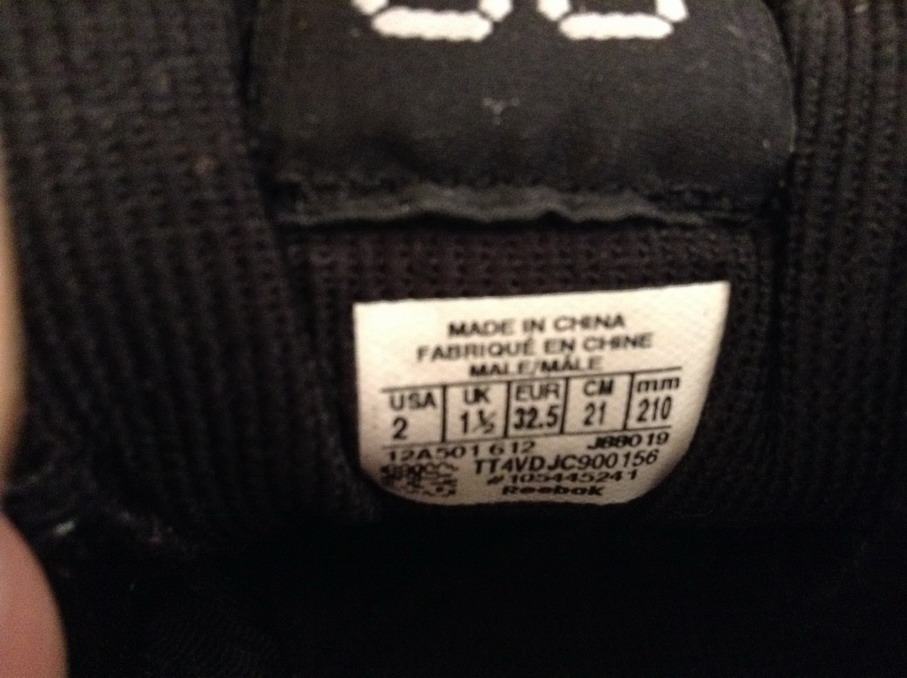 MADE IN CHINA
FABRIQUÉ EN CHINE
MALE/MÂLE
USA UK EUR CM mm
2 1½ 32.5 21 210
12A501 612 J88019
TT4VDJC900156
#105445241
Reebok